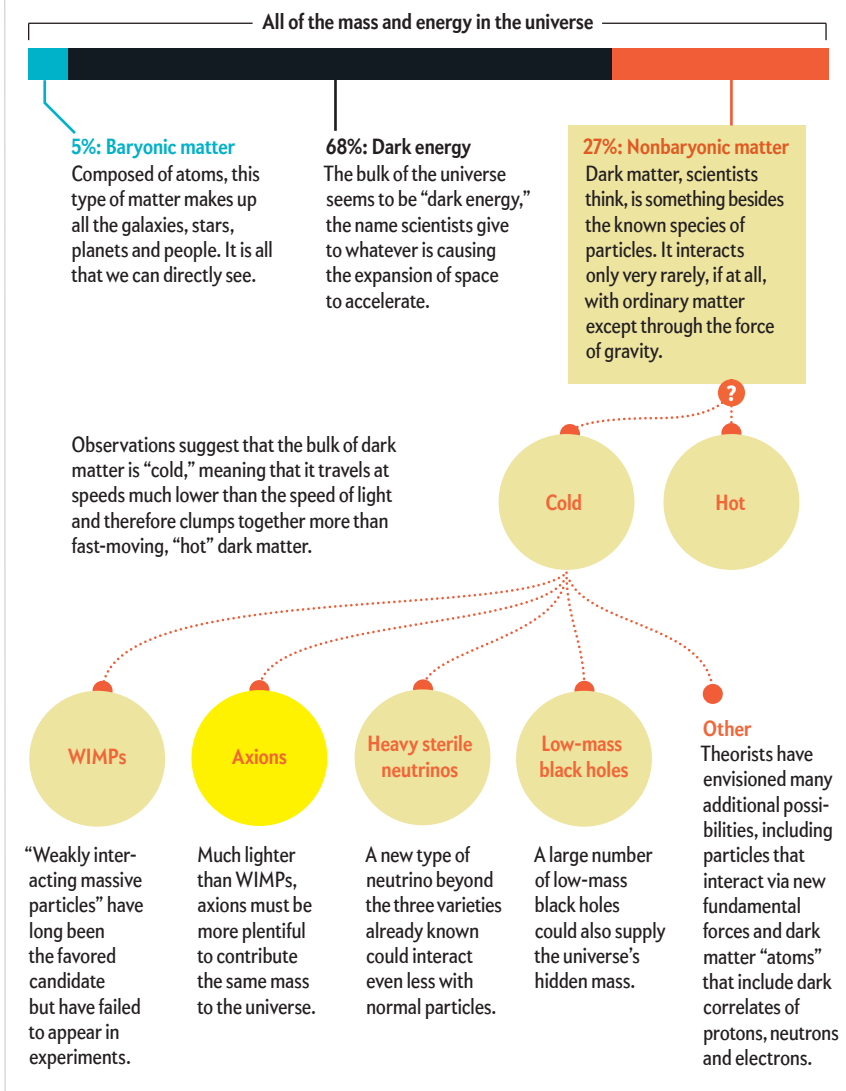 All of the mass and energy in the universe
5%: Baryonic matter
Composed of atoms, this
type of matter makes up
all the galaxies, stars,
planets and people. It is all
that we can directly see.
68%: Dark energy
The bulk of the universe
seems to be “dark energy,”
the name scientists give
to whatever is causing
the expansion of space
to accelerate.
27%: Nonbaryonic matter
Dark matter, scientists
think, is something besides
the known species of
particles. It interacts
only very rarely, if at all,
with ordinary matter
except through the force
of gravity.
?
Observations suggest that the bulk of dark
matter is “cold,” meaning that it travels at
speeds much lower than the speed of light
and therefore clumps together more than
fast-moving, “hot” dark matter.
Cold
Hot
WIMPs
“Weakly inter-
acting massive
particles” have
long been
the favored
candidate
but have failed
to appear in
experiments.
Axions
Much lighter
than WIMPs,
axions must be
more plentiful
to contribute
the same mass
to the universe.
Heavy sterile
neutrinos
A new type of
neutrino beyond
the three varieties
already known
could interact
even less with
normal particles.
Low-mass
black holes
A large number
of low-mass
black holes
could also supply
the universe’s
hidden mass.
Other
Theorists have
envisioned many
additional possi-
bilities, including
particles that
interact via new
fundamental
forces and dark
matter “atoms”
that include dark
correlates of
protons, neutrons
and electrons.